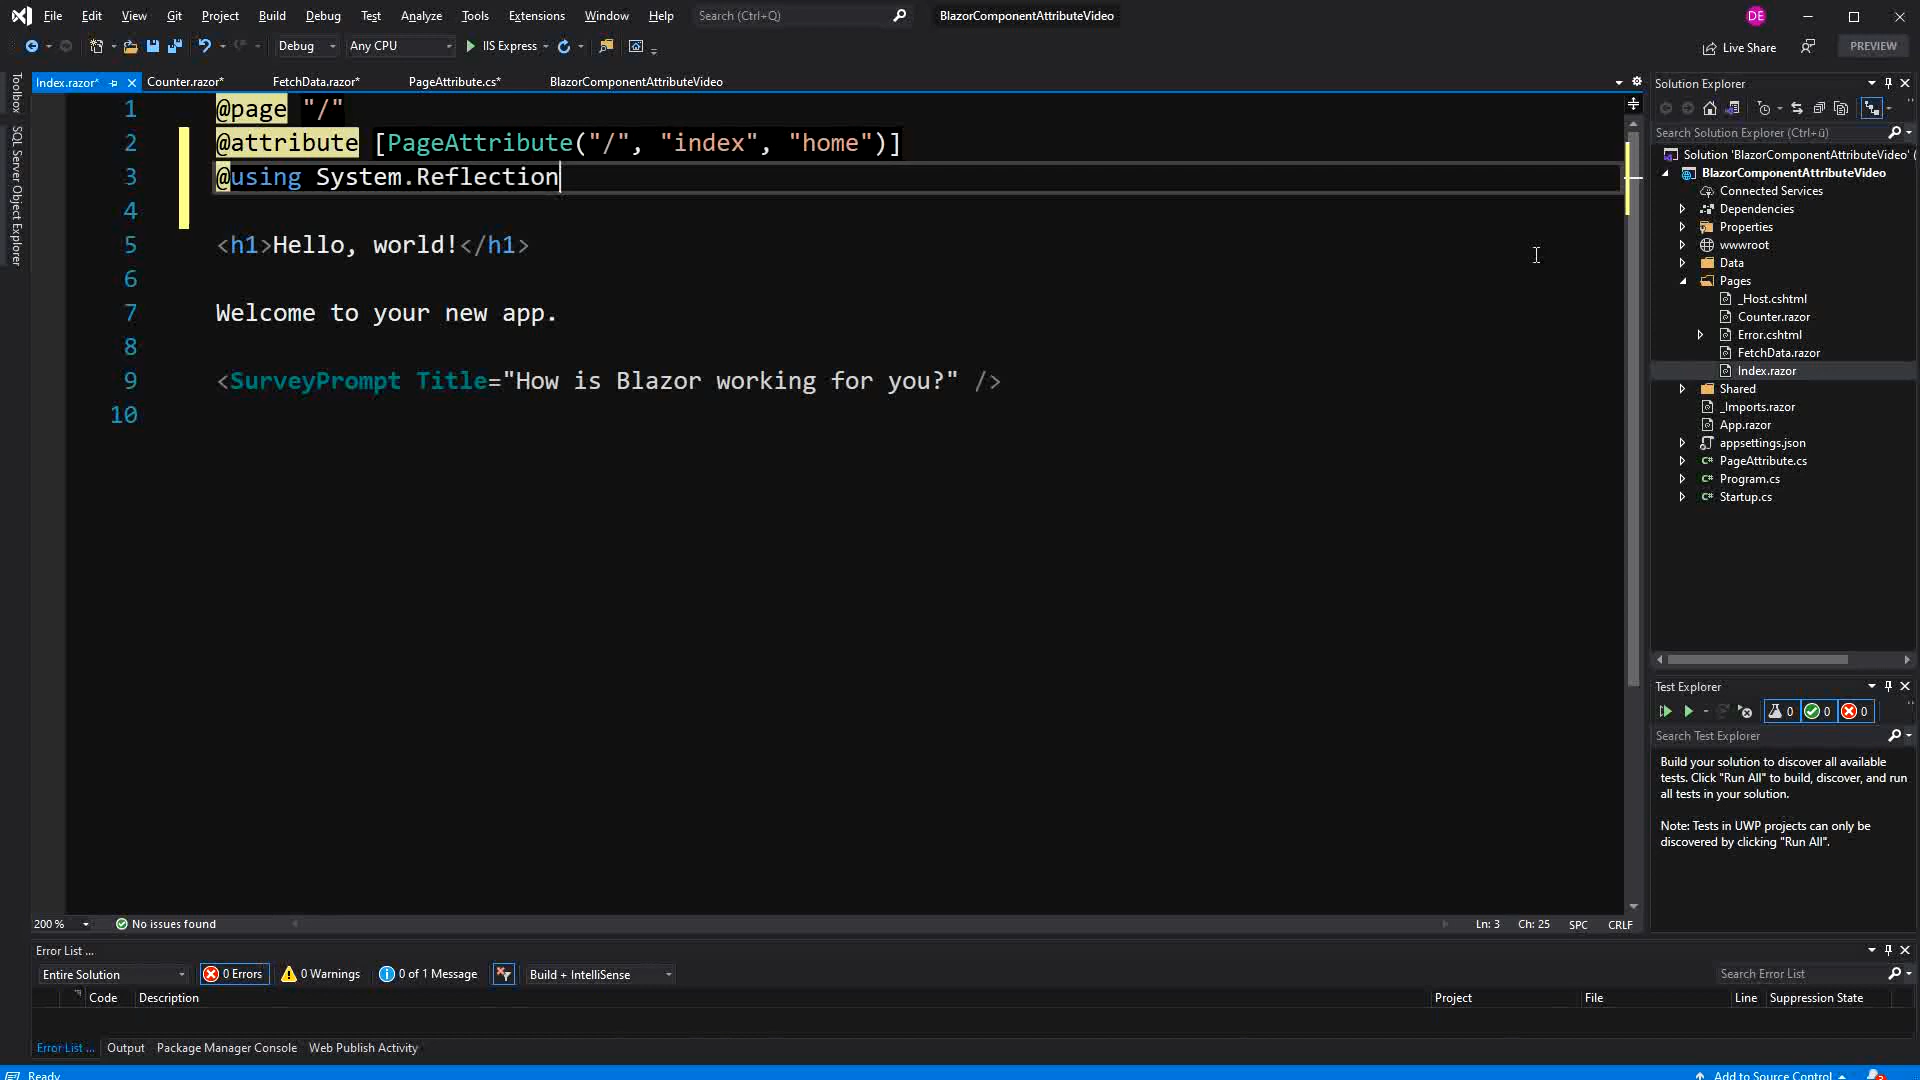 File Edit View Git Project Build Debug Test Analyze Tools Extensions Window Help Search (Ctrl+Q) BlazorComponentAttributeVideo DE
Debug Any CPU IIS Express Live Share PREVIEW
Toolbox
SQL Server Object Explorer
Index.razor* Counter.razor* FetchData.razor* PageAttribute.cs* BlazorComponentAttributeVideo
1 @page "/"
2 @attribute [PageAttribute("/", "index", "home")]
3 @using System.Reflection
4
5 <h1>Hello, world!</h1>
6
7 Welcome to your new app.
8
9 <SurveyPrompt Title="How is Blazor working for you?" />
10
200 % No issues found Ln: 3 Ch: 25 SPC CRLF
Solution Explorer
Search Solution Explorer (Ctrl+ü)
Solution 'BlazorComponentAttributeVideo' (
BlazorComponentAttributeVideo
Connected Services
Dependencies
Properties
wwwroot
Data
Pages
_Host.cshtml
Counter.razor
Error.cshtml
FetchData.razor
Index.razor
Shared
_Imports.razor
App.razor
appsettings.json
C# PageAttribute.cs
C# Program.cs
C# Startup.cs
Test Explorer
0 0 0
Search Test Explorer
Build your solution to discover all available
tests. Click "Run All" to build, discover, and run
all tests in your solution.
Note: Tests in UWP projects can only be
discovered by clicking "Run All".
Error List ...
Entire Solution 0 Errors 0 Warnings 0 of 1 Message Build + IntelliSense Search Error List
Code Description Project File Line Suppression State
Error List ... Output Package Manager Console Web Publish Activity
Ready Add to Source Control